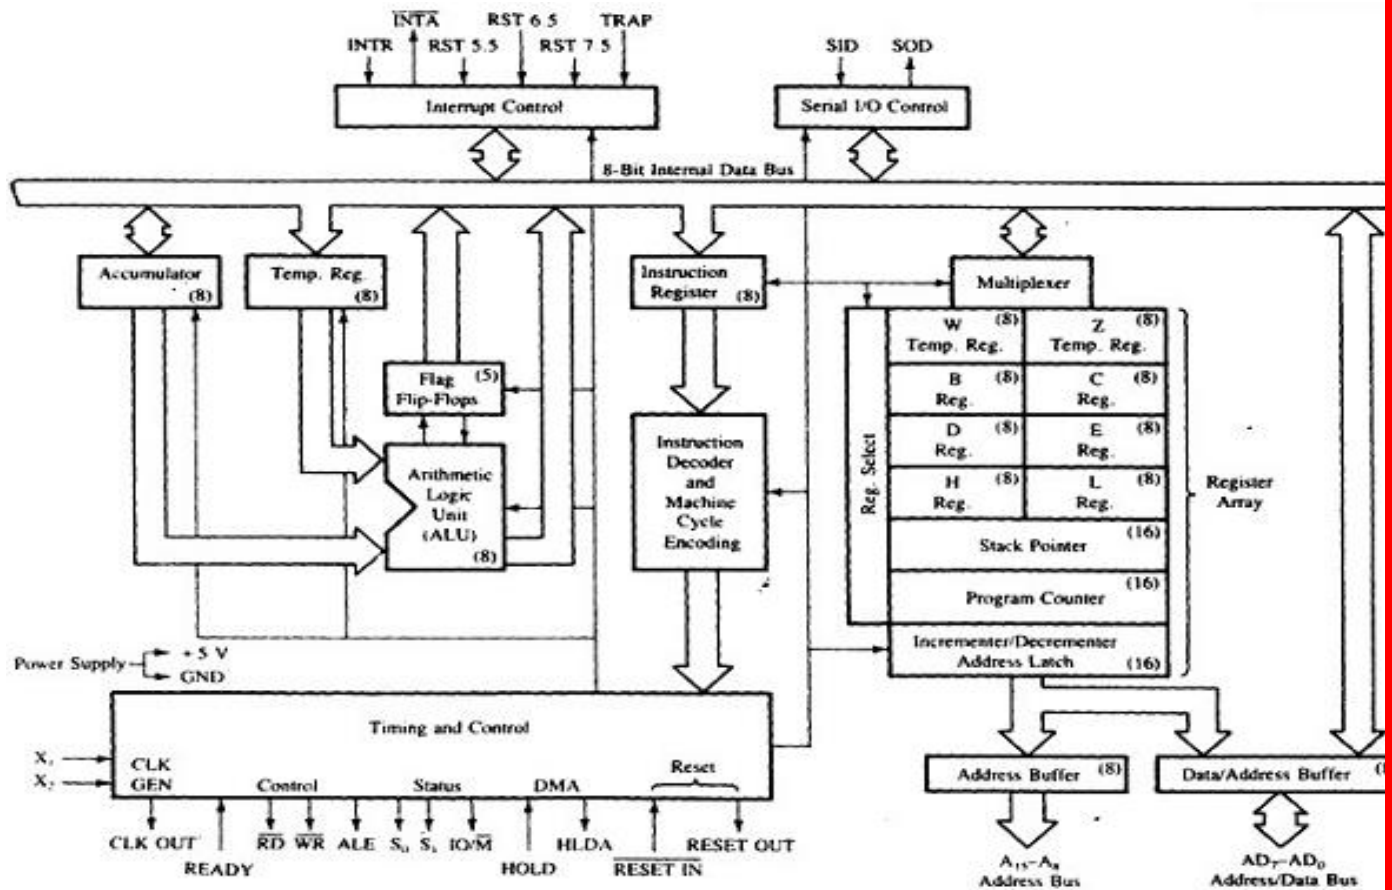 INTA RST 6 5 TRAP
INTR RST 5.5 RST 7 5 SID SOD
Interrupt Control Serial I/O Control
8-Bit Internal Data Bus
Accumulator
(8)
Temp. Reg.
(8)
Instruction
Register (8)
Multiplexer
W (8)
Temp. Reg.
Z (8)
Temp. Reg.
Flag (5)
Flip-Flops
B (8)
Reg.
C (8)
Reg.
D (8)
Reg.
E (8)
Reg.
H (8)
Reg.
L (8)
Reg.
Reg. Select
Register
Array
Arithmetic
Logic
Unit
(ALU)
(8)
Instruction
Decoder
and
Machine
Cycle
Encoding
(16)
Stack Pointer
(16)
Program Counter
Incrementer/Decrementer
Address Latch (16)
Power Supply
+ 5 V
GND
Timing and Control
X₁ CLK
X₂ GEN
Control Status DMA Reset
Address Buffer (8)
Data/Address Buffer
CLK OUT RD WR ALE S₀ S₁ IO/M HLDA RESET OUT
READY HOLD RESET IN
A₁₅-A₈
Address Bus
AD₇-AD₀
Address/Data Bus